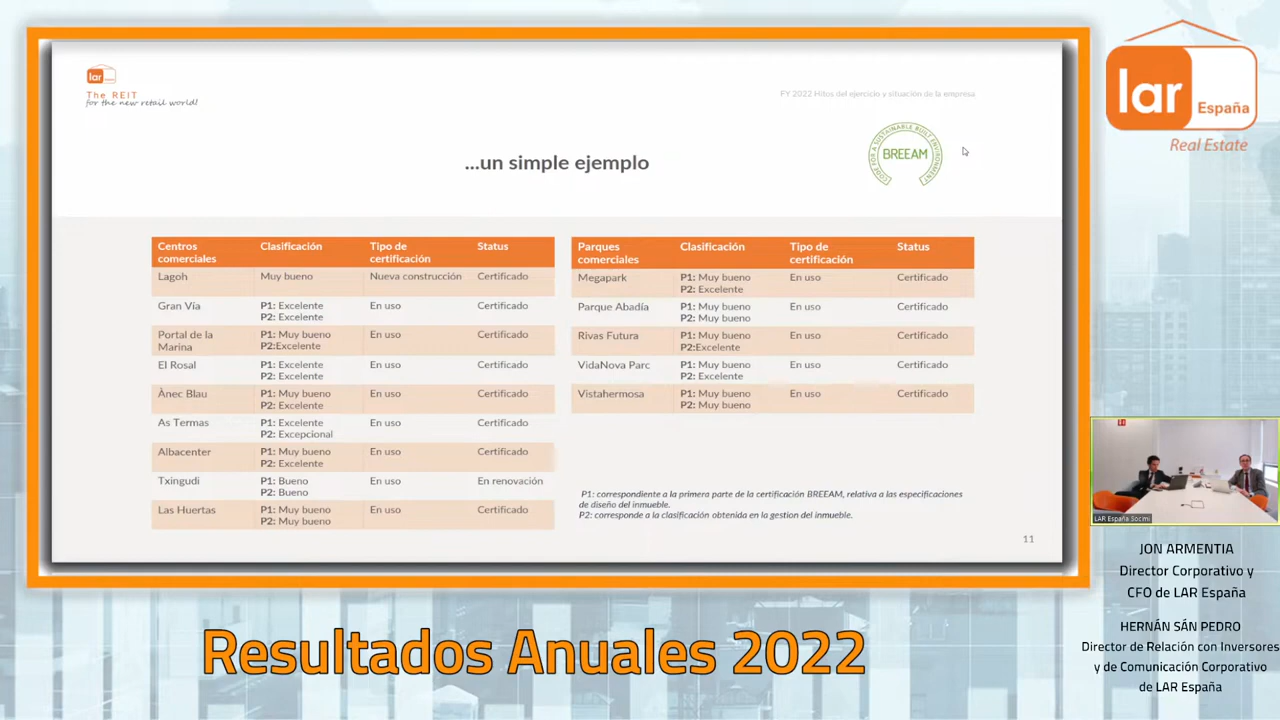 lar
The REIT
for the new retail world!
FY 2022 Hitos del ejercicio y situación de la empresa
...un simple ejemplo
CODE FOR A SUSTAINABLE BUILT ENVIRONMENT
BREEAM
Centros comerciales Clasificación Tipo de certificación Status
Lagoh Muy bueno Nueva construcción Certificado
Gran Vía P1: Excelente En uso Certificado
P2: Excelente
Portal de la Marina P1: Muy bueno En uso Certificado
P2:Excelente
El Rosal P1: Excelente En uso Certificado
P2: Excelente
Ànec Blau P1: Muy bueno En uso Certificado
P2: Excelente
As Termas P1: Excelente En uso Certificado
P2: Excepcional
Albacenter P1: Muy bueno En uso Certificado
P2: Excelente
Txingudi P1: Bueno En uso En renovación
P2: Bueno
Las Huertas P1: Muy bueno En uso Certificado
P2: Muy bueno
Parques comerciales Clasificación Tipo de certificación Status
Megapark P1: Muy bueno En uso Certificado
P2: Excelente
Parque Abadía P1: Muy bueno En uso Certificado
P2: Muy bueno
Rivas Futura P1: Muy bueno En uso Certificado
P2:Excelente
VidaNova Parc P1: Muy bueno En uso Certificado
P2: Excelente
Vistahermosa P1: Muy bueno En uso Certificado
P2: Muy bueno
P1: correspondiente a la primera parte de la certificación BREEAM, relativa a las especificaciones
de diseño del inmueble.
P2: corresponde a la clasificación obtenida en la gestion del inmueble.
11
lar
España
Real Estate
LAR España Socimi
JON ARMENTIA
Director Corporativo y
CFO de LAR España
HERNÁN SÁN PEDRO
Director de Relación con Inversores
y de Comunicación Corporativo
de LAR España
Resultados Anuales 2022